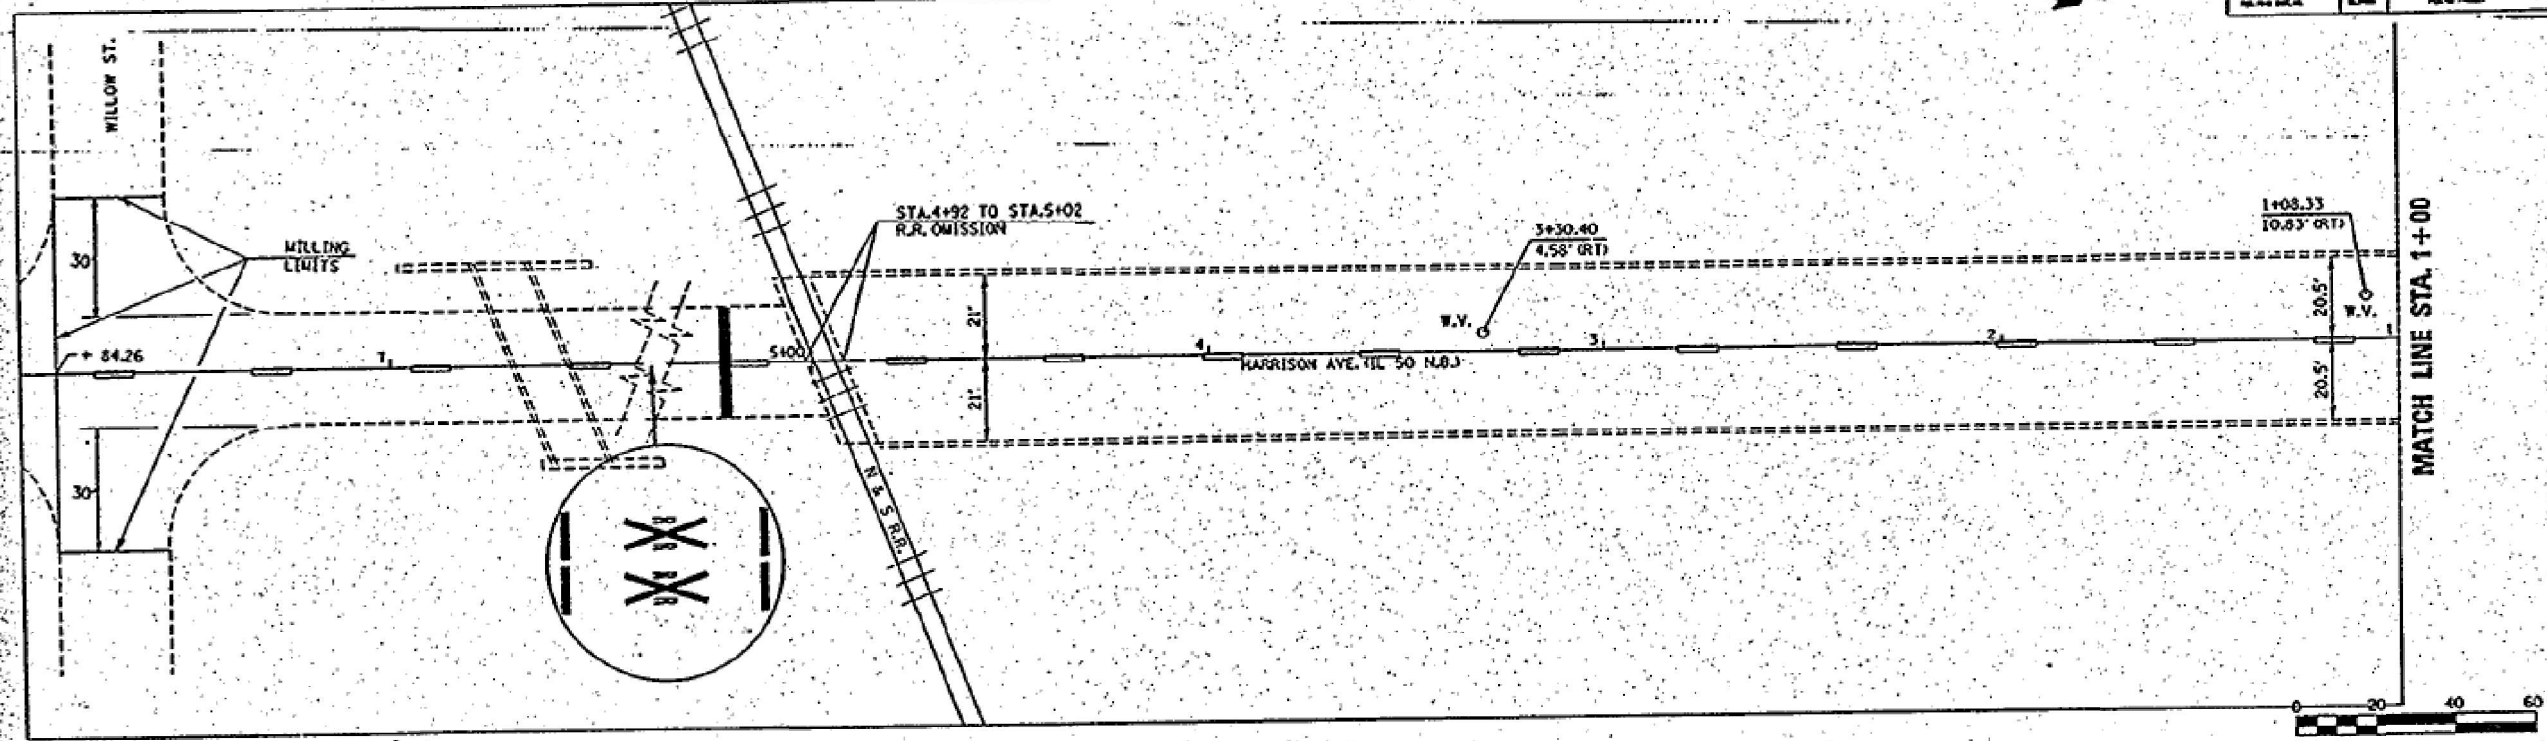 WILLOW ST.
30
MILLING
LIMITS
+ 84.26
30
STA.4+92 TO STA.5+02
R.R. OMISSION
5+00
21'
21'
N & S R.R.
4
HARRISON AVE. (IL 50 N.B.)
W.V.
3+30.40
4.58' (RT)
3
2
1+08.33
10.83' (RT)
W.V.
20.5'
20.5'
1
MATCH LINE STA. 1+00
0 20 40 60